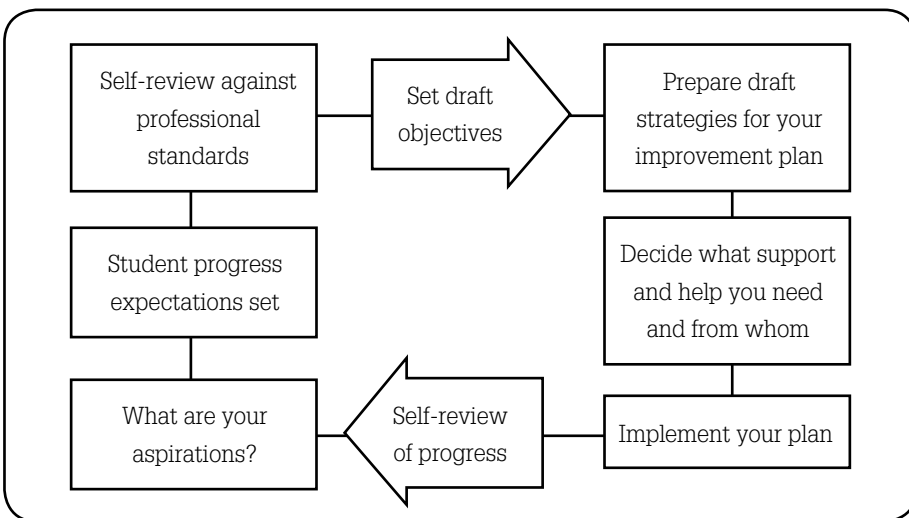 Self-review against
professional
standards
Set draft
objectives
Prepare draft
strategies for your
improvement plan
Student progress
expectations set
Decide what support
and help you need
and from whom
What are your
aspirations?
Self-review
of progress
Implement your plan